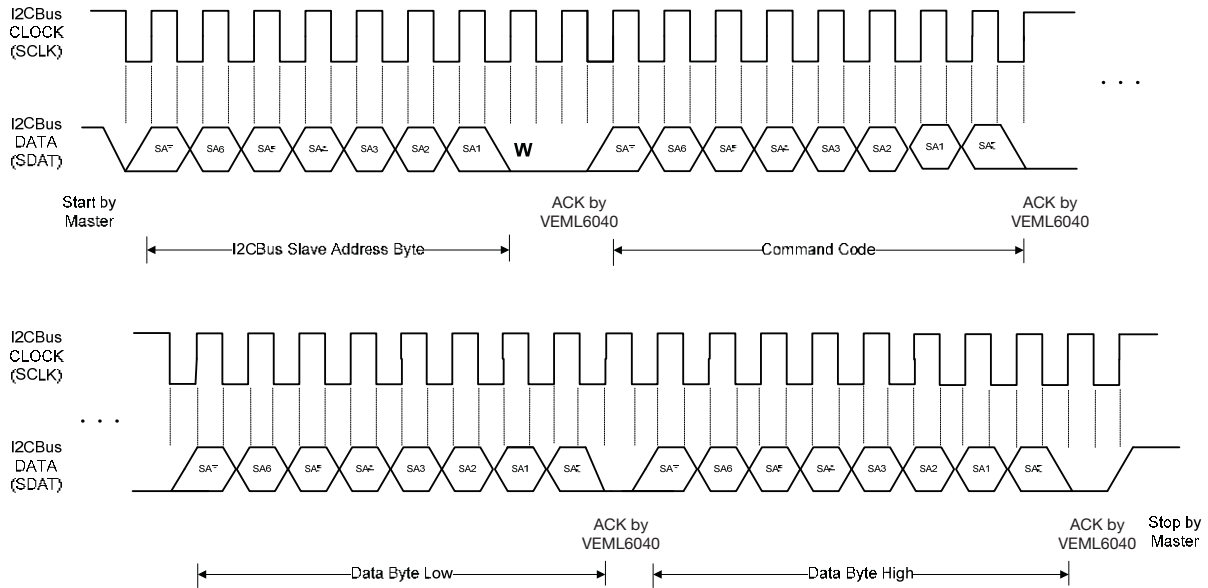 I2CBus
CLOCK
(SCLK)
. . .
I2CBus
DATA
(SDAT)
SA6 SA3 SA2 SA1 W SA6 SA3 SA2 SA1
Start by
Master
ACK by
VEML6040
ACK by
VEML6040
I2CBus Slave Address Byte
Command Code
I2CBus
CLOCK
(SCLK)
. . .
I2CBus
DATA
(SDAT)
SA6 SA3 SA2 SA1 SA6 SA3 SA2 SA1
ACK by
VEML6040
ACK by
VEML6040
Stop by
Master
Data Byte Low
Data Byte High